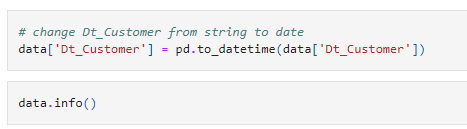 # change Dt_Customer from string to date
data['Dt_Customer'] = pd.to_datetime(data['Dt_Customer'])
data.info()